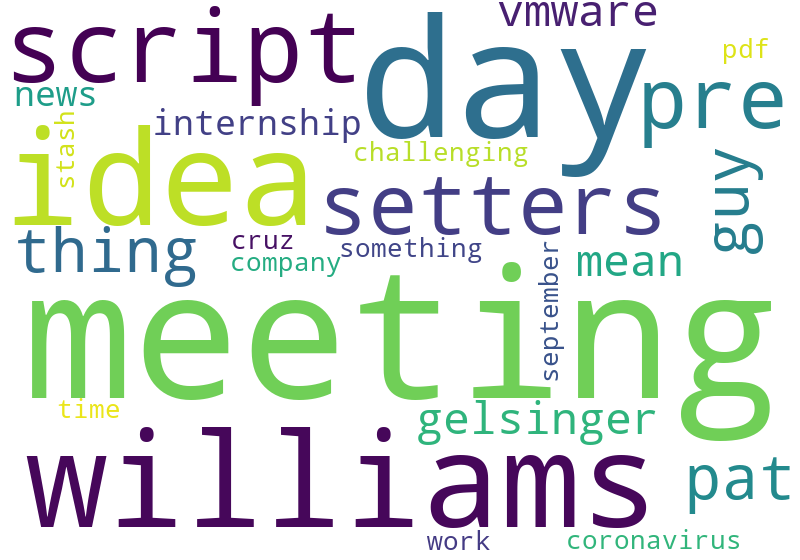 vmware
script
day
pdf
pre
news
stash
internship
idea
challenging
guy
setters
thing
cruz
something
company
september
mean
meeting
time
gelsinger
williams
pat
work
coronavirus